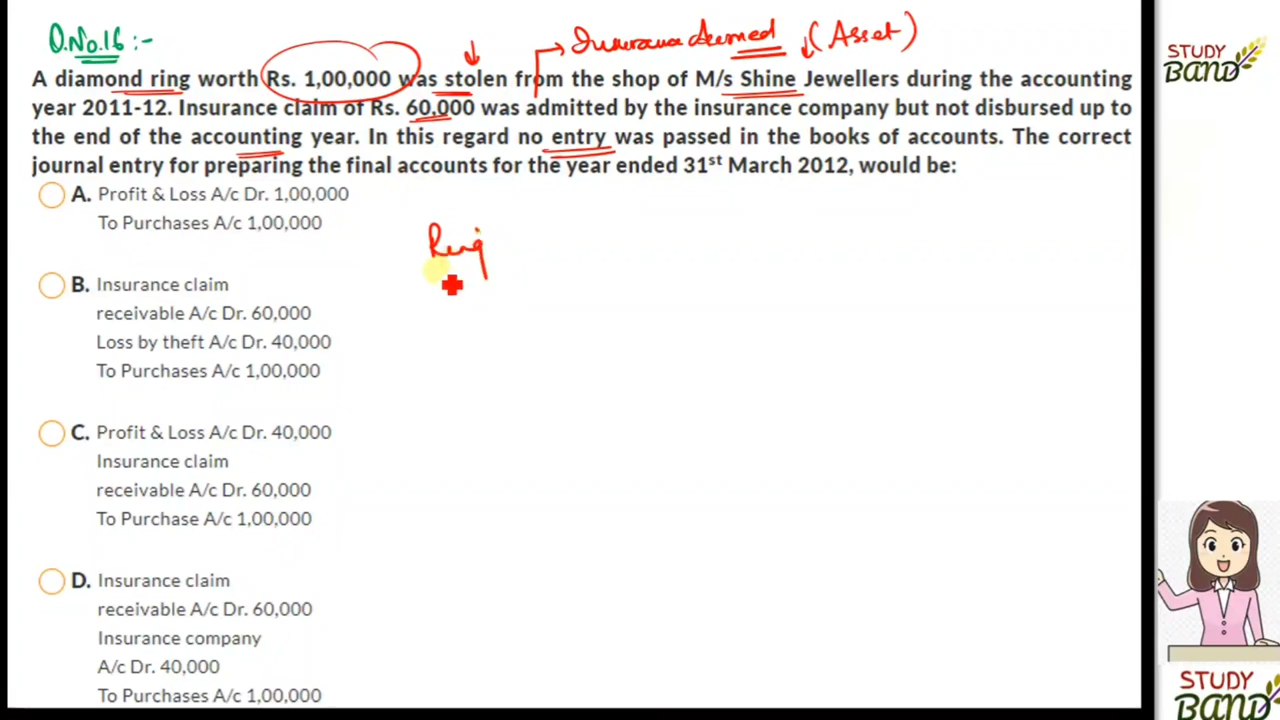 Q.No.16 :-
Insurance Accrued (Asset)
STUDY
BAND
A diamond ring worth Rs. 1,00,000 was stolen from the shop of M/s Shine Jewellers during the accounting
year 2011-12. Insurance claim of Rs. 60,000 was admitted by the insurance company but not disbursed up to
the end of the accounting year. In this regard no entry was passed in the books of accounts. The correct
journal entry for preparing the final accounts for the year ended 31st March 2012, would be:
A. Profit & Loss A/c Dr. 1,00,000
To Purchases A/c 1,00,000
Ring
B. Insurance claim
receivable A/c Dr. 60,000
Loss by theft A/c Dr. 40,000
To Purchases A/c 1,00,000
C. Profit & Loss A/c Dr. 40,000
Insurance claim
receivable A/c Dr. 60,000
To Purchase A/c 1,00,000
D. Insurance claim
receivable A/c Dr. 60,000
Insurance company
A/c Dr. 40,000
To Purchases A/c 1,00,000
STUDY
BAND